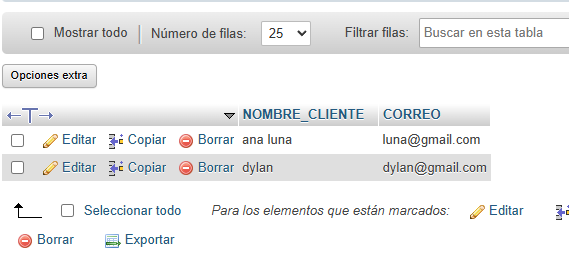 Mostrar todo Número de filas: 25 Filtrar filas: Buscar en esta tabla
Opciones extra
NOMBRE_CLIENTE CORREO
Editar Copiar Borrar ana luna luna@gmail.com
Editar Copiar Borrar dylan dylan@gmail.com
Seleccionar todo Para los elementos que están marcados: Editar
Borrar Exportar